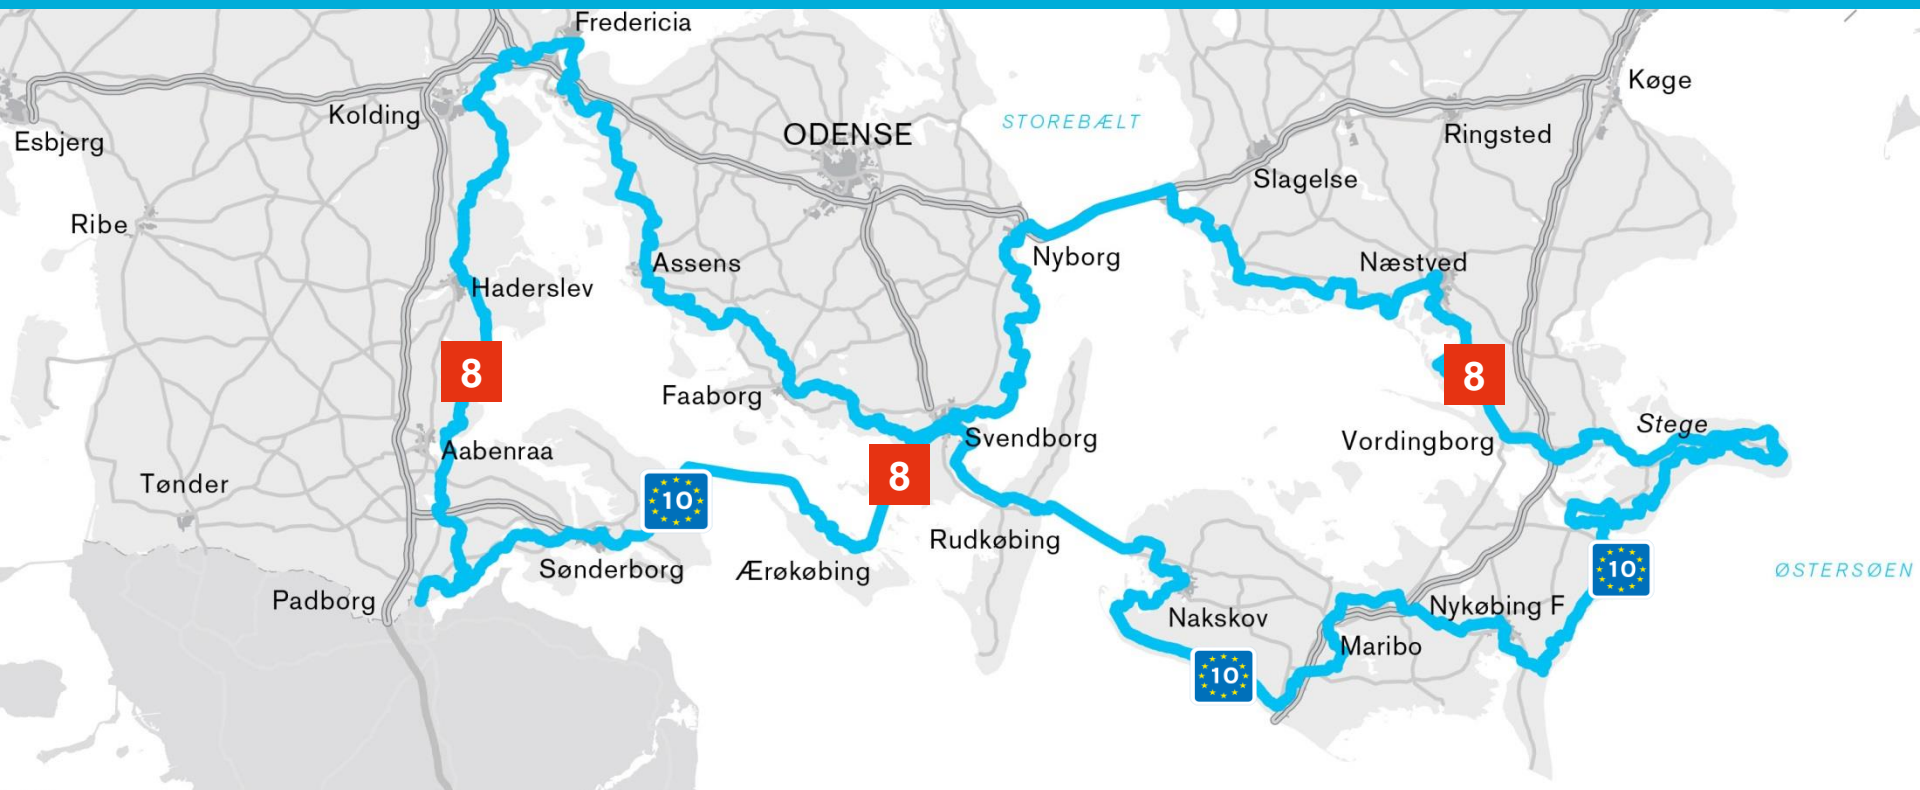 Fredericia
Køge
Kolding
STOREBÆLT
ODENSE
Ringsted
Esbjerg
Slagelse
Ribe
Nyborg
Assens
Næstved
Haderslev
8
8
Faaborg
Stege
Svendborg
Vordingborg
Aabenraa
8
Tønder
10
Rudkøbing
Sønderborg
Ærøkøbing
10
ØSTERSØEN
Padborg
Nykøbing F
Nakskov
Maribo
10